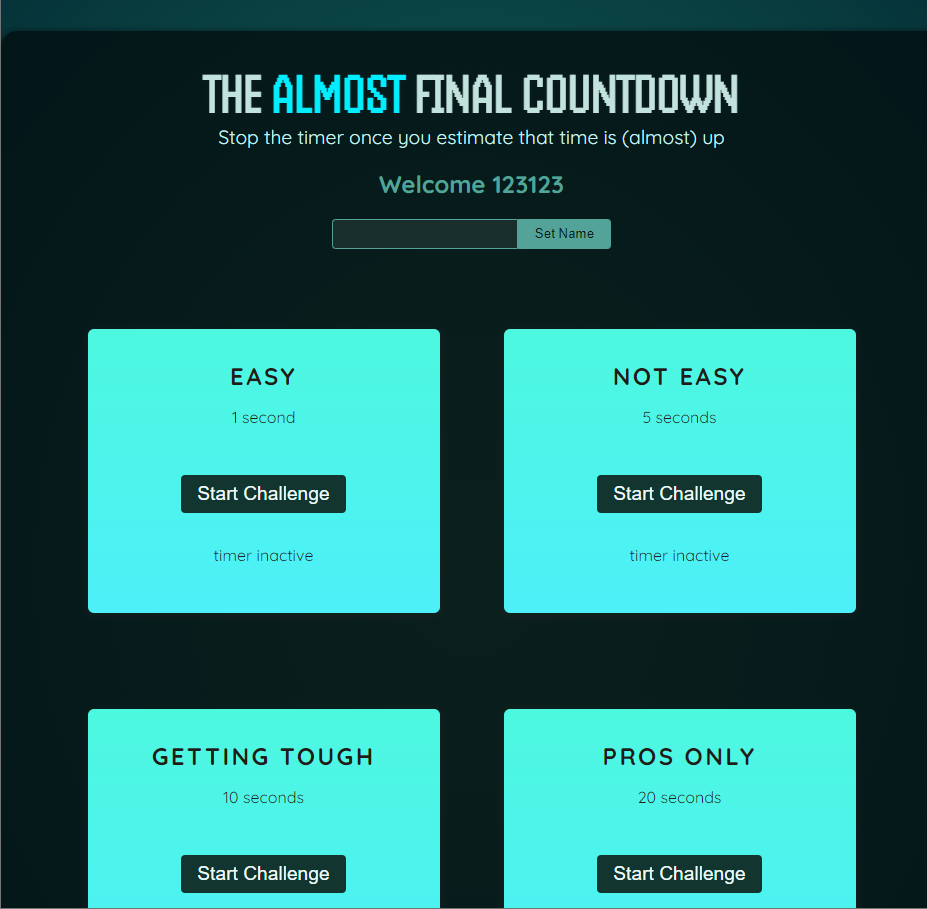 THE ALMOST FINAL COUNTDOWN
Stop the timer once you estimate that time is (almost) up
Welcome 123123
Set Name
EASY
1 second
Start Challenge
timer inactive
NOT EASY
5 seconds
Start Challenge
timer inactive
GETTING TOUGH
10 seconds
Start Challenge
PROS ONLY
20 seconds
Start Challenge